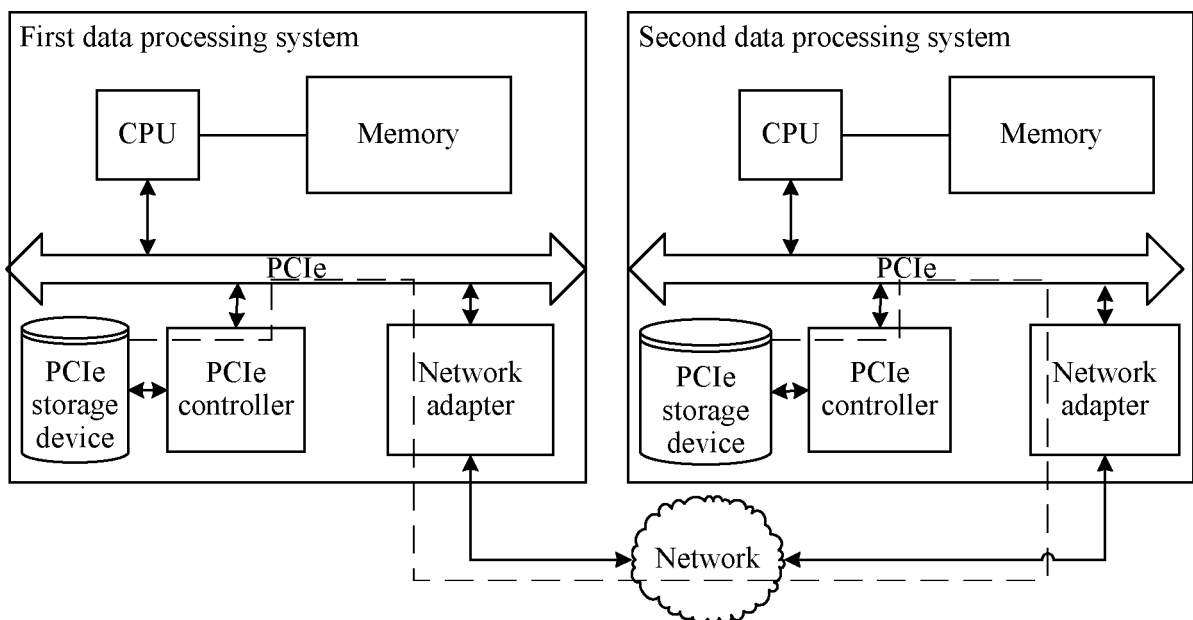 First data processing system
CPU
Memory
PCIe
PCIe
storage
device
PCIe
controller
Network
adapter
Second data processing system
CPU
Memory
PCIe
PCIe
storage
device
PCIe
controller
Network
adapter
Network